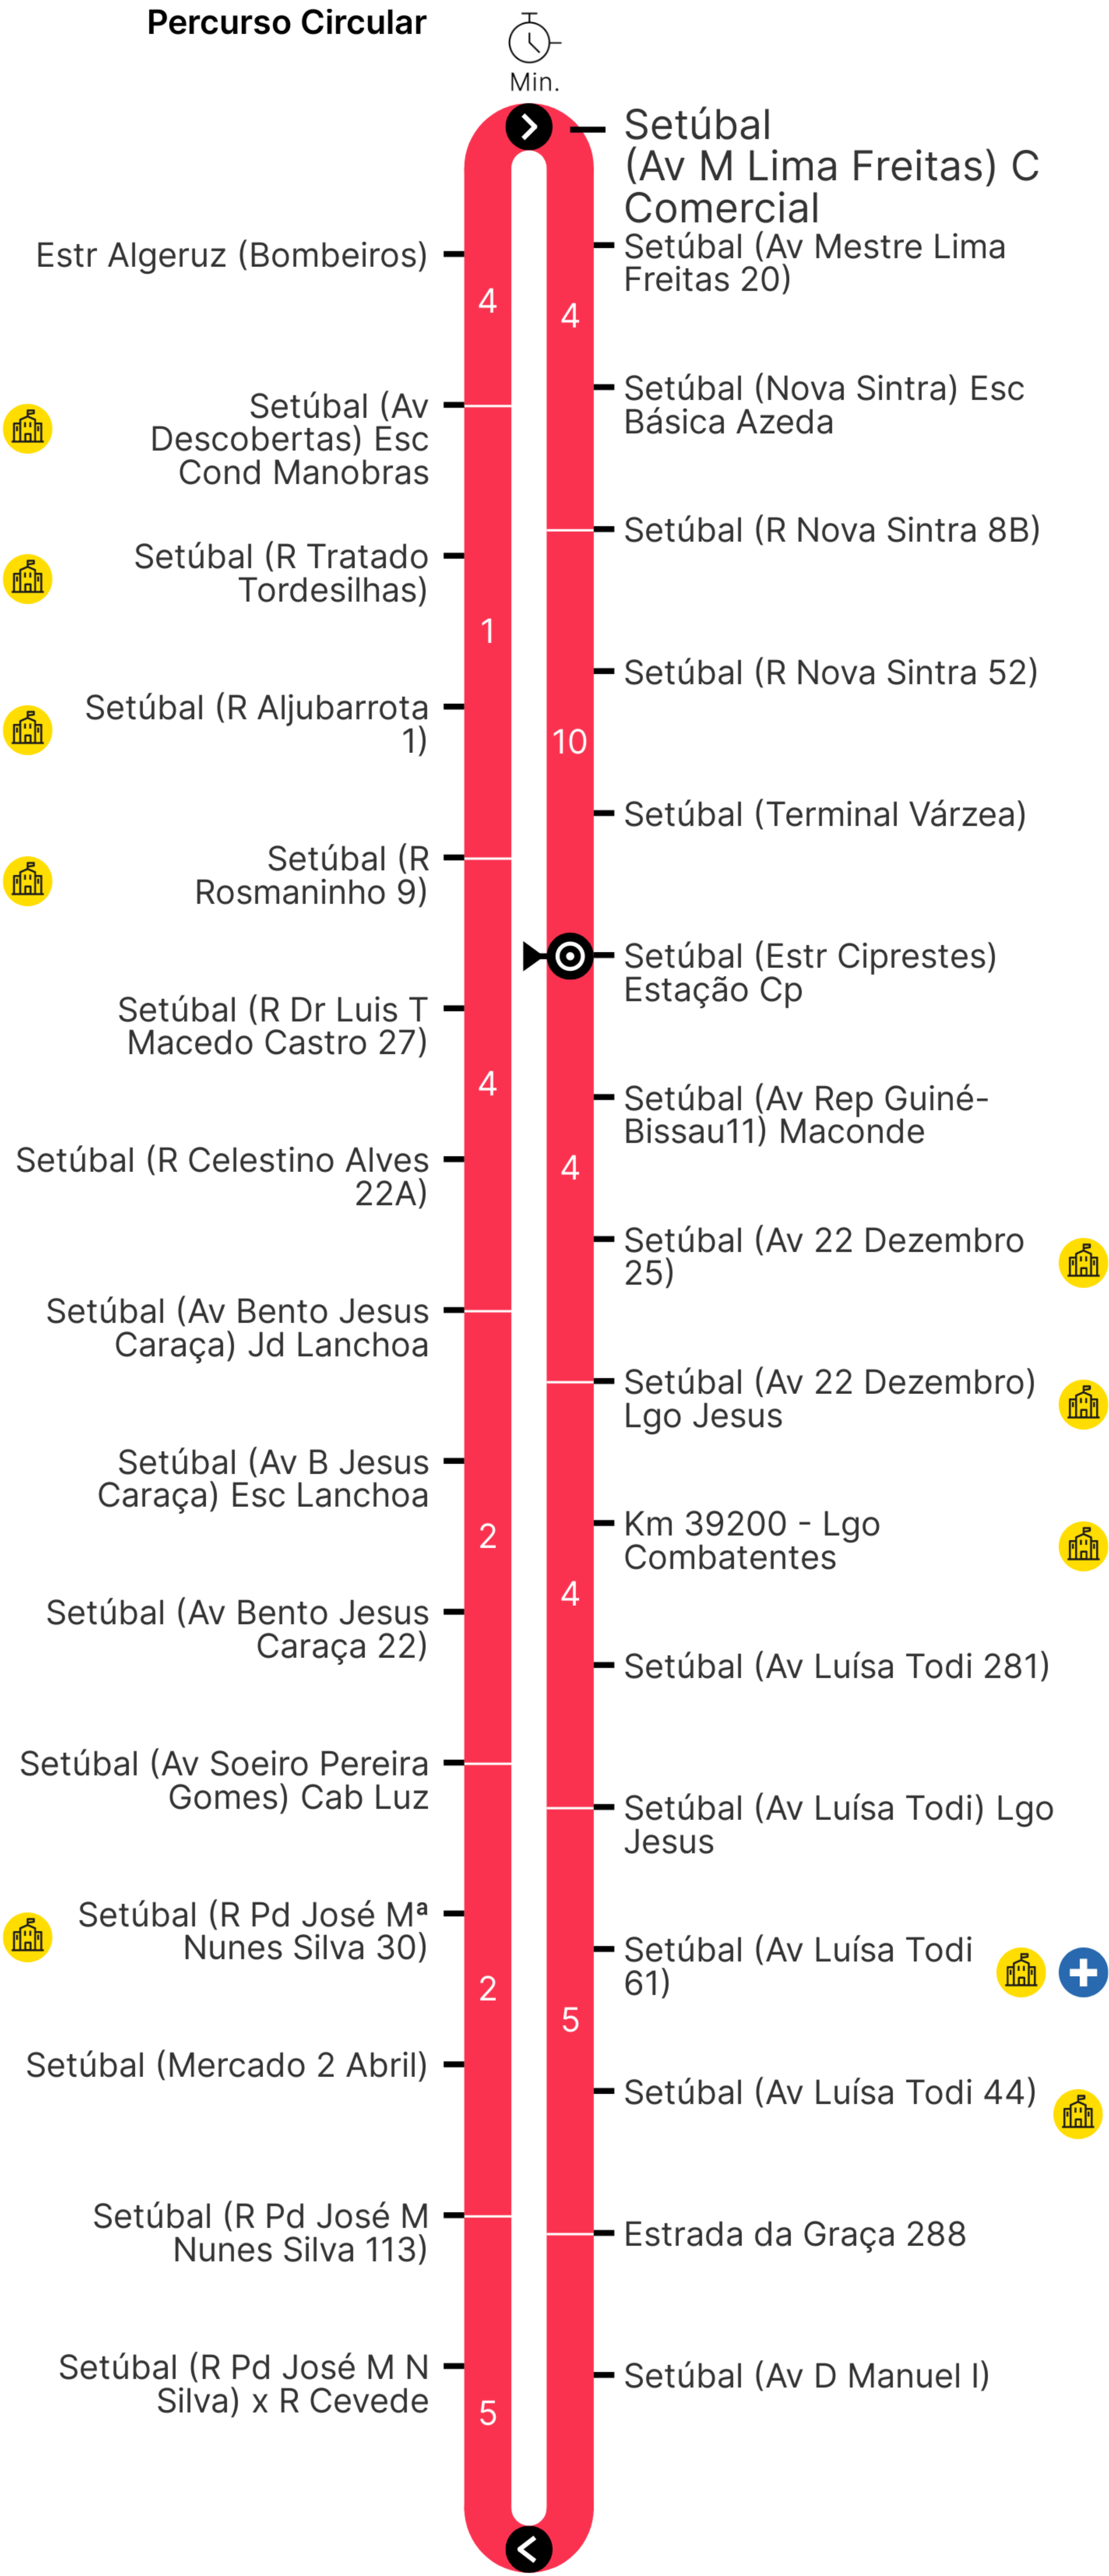 Percurso Circular
Min.
Setúbal
(Av M Lima Freitas) C
Comercial
Setúbal (Av Mestre Lima
Freitas 20)
4
Setúbal (Nova Sintra) Esc
Básica Azeda
Setúbal (R Nova Sintra 8B)
Setúbal (R Nova Sintra 52)
10
Setúbal (Terminal Várzea)
Setúbal (Estr Ciprestes)
Estação Cp
Setúbal (Av Rep Guiné-
Bissau11) Maconde
4
Setúbal (Av 22 Dezembro
25)
Setúbal (Av 22 Dezembro)
Lgo Jesus
Km 39200 - Lgo
Combatentes
4
Setúbal (Av Luísa Todi 281)
Setúbal (Av Luísa Todi) Lgo
Jesus
Setúbal (Av Luísa Todi
61)
5
Setúbal (Av Luísa Todi 44)
Estrada da Graça 288
Setúbal (Av D Manuel I)
Estr Algeruz (Bombeiros)
4
Setúbal (Av
Descobertas) Esc
Cond Manobras
Setúbal (R Tratado
Tordesilhas)
1
Setúbal (R Aljubarrota
1)
Setúbal (R
Rosmaninho 9)
Setúbal (R Dr Luis T
Macedo Castro 27)
4
Setúbal (R Celestino Alves
22A)
Setúbal (Av Bento Jesus
Caraça) Jd Lanchoa
Setúbal (Av B Jesus
Caraça) Esc Lanchoa
2
Setúbal (Av Bento Jesus
Caraça 22)
Setúbal (Av Soeiro Pereira
Gomes) Cab Luz
Setúbal (R Pd José Mª
Nunes Silva 30)
2
Setúbal (Mercado 2 Abril)
Setúbal (R Pd José M
Nunes Silva 113)
Setúbal (R Pd José M N
Silva) x R Cevede
5